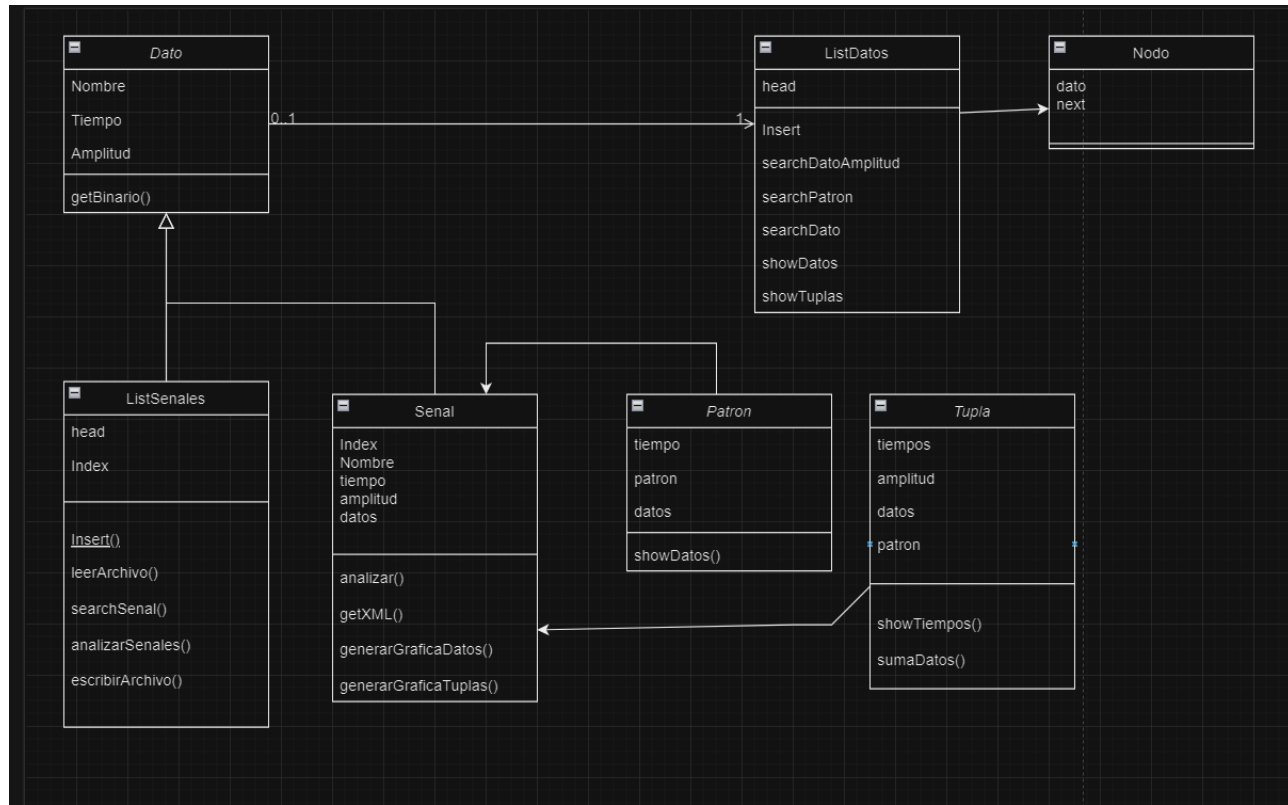 Dato
Nombre
Tiempo
Amplitud
getBinario()
0..1
1
ListDatos
head
Insert
searchDatoAmplitud
searchPatron
searchDato
showDatos
showTuplas
Nodo
dato
next
ListSenales
head
Index
Insert()
leerArchivo()
searchSenal()
analizarSenales()
escribirArchivo()
Senal
Index
Nombre
tiempo
amplitud
datos
analizar()
getXML()
generarGraficaDatos()
generarGraficaTuplas()
Patron
tiempo
patron
datos
showDatos()
Tupla
tiempos
amplitud
datos
patron
showTiempos()
sumaDatos()